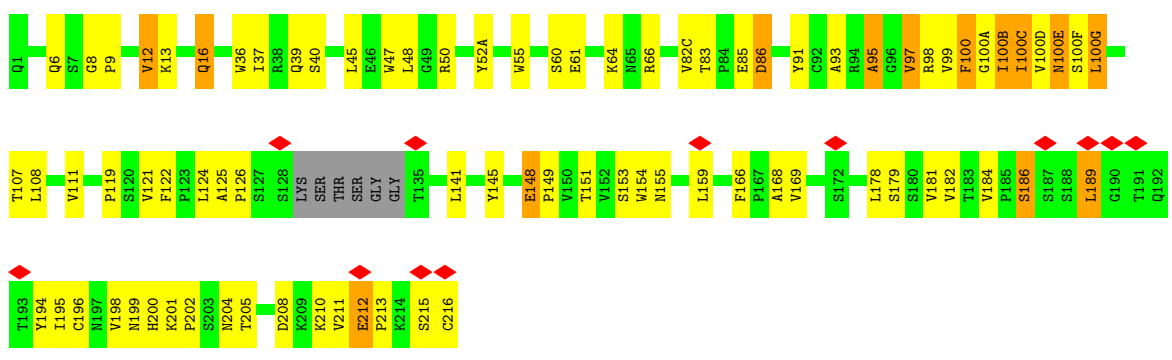 Q1 Q6 S7 G8 P9 V12 K13 Q16 W36 I37 R38 Q39 S40 L45 E46 W47 L48 G49 R50 Y52A W55 S60 E61 K64 N65 R66 V82C T83 P84 E85 D86 Y91 C92 A93 R94 A95 G96 V97 R98 V99 F100 G100A I100B I100C V100D N100E S100F L100G
T107 L108 V111 P119 S120 V121 F122 P123 L124 A125 P126 S127 S128 LYS SER THR SER GLY GLY T135 L141 Y145 E148 P149 V150 T151 V152 S153 W154 N155 L159 F166 P167 A168 V169 S172 L178 S179 S180 V181 V182 T183 V184 P185 S186 S187 S188 L189 G190 T191 Q192
T193 Y194 I195 C196 N197 V198 N199 H200 K201 P202 S203 N204 T205 D208 K209 K210 V211 E212 P213 K214 S215 C216